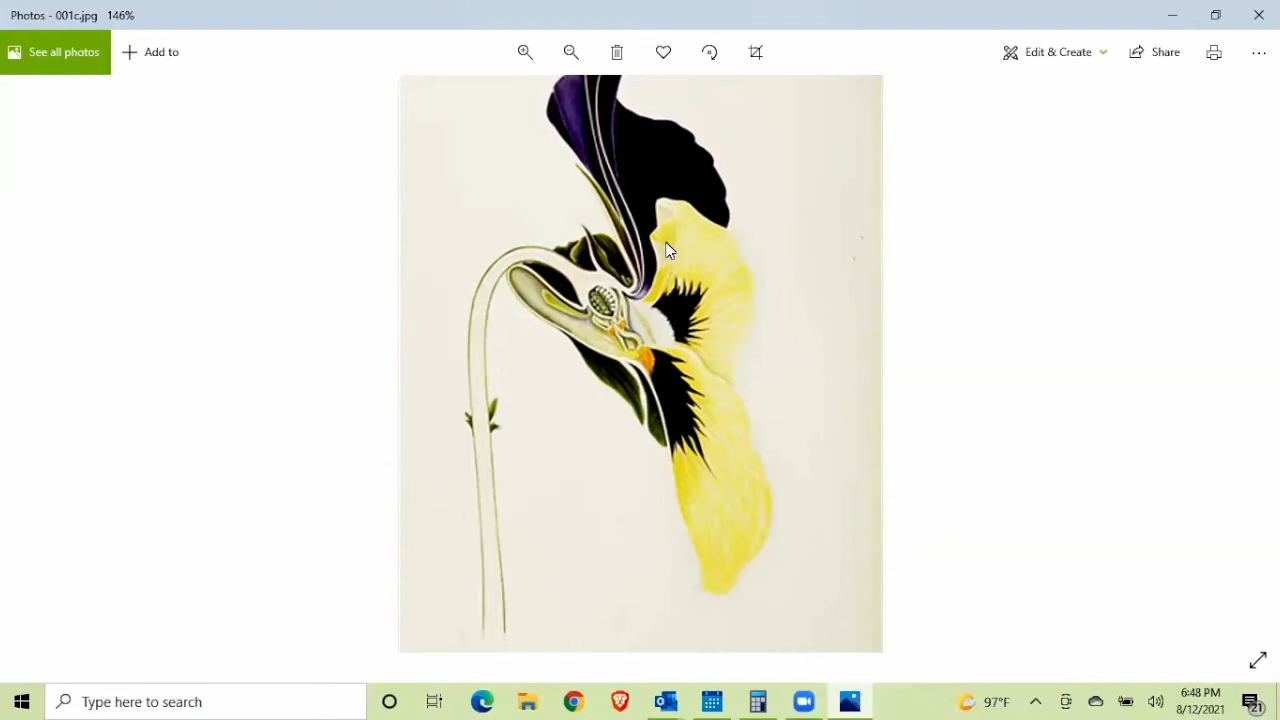 Photos - 001c.jpg 146%
See all photos
Add to
Edit & Create
Share
Type here to search
97°F
6:48 PM
8/12/2021
21